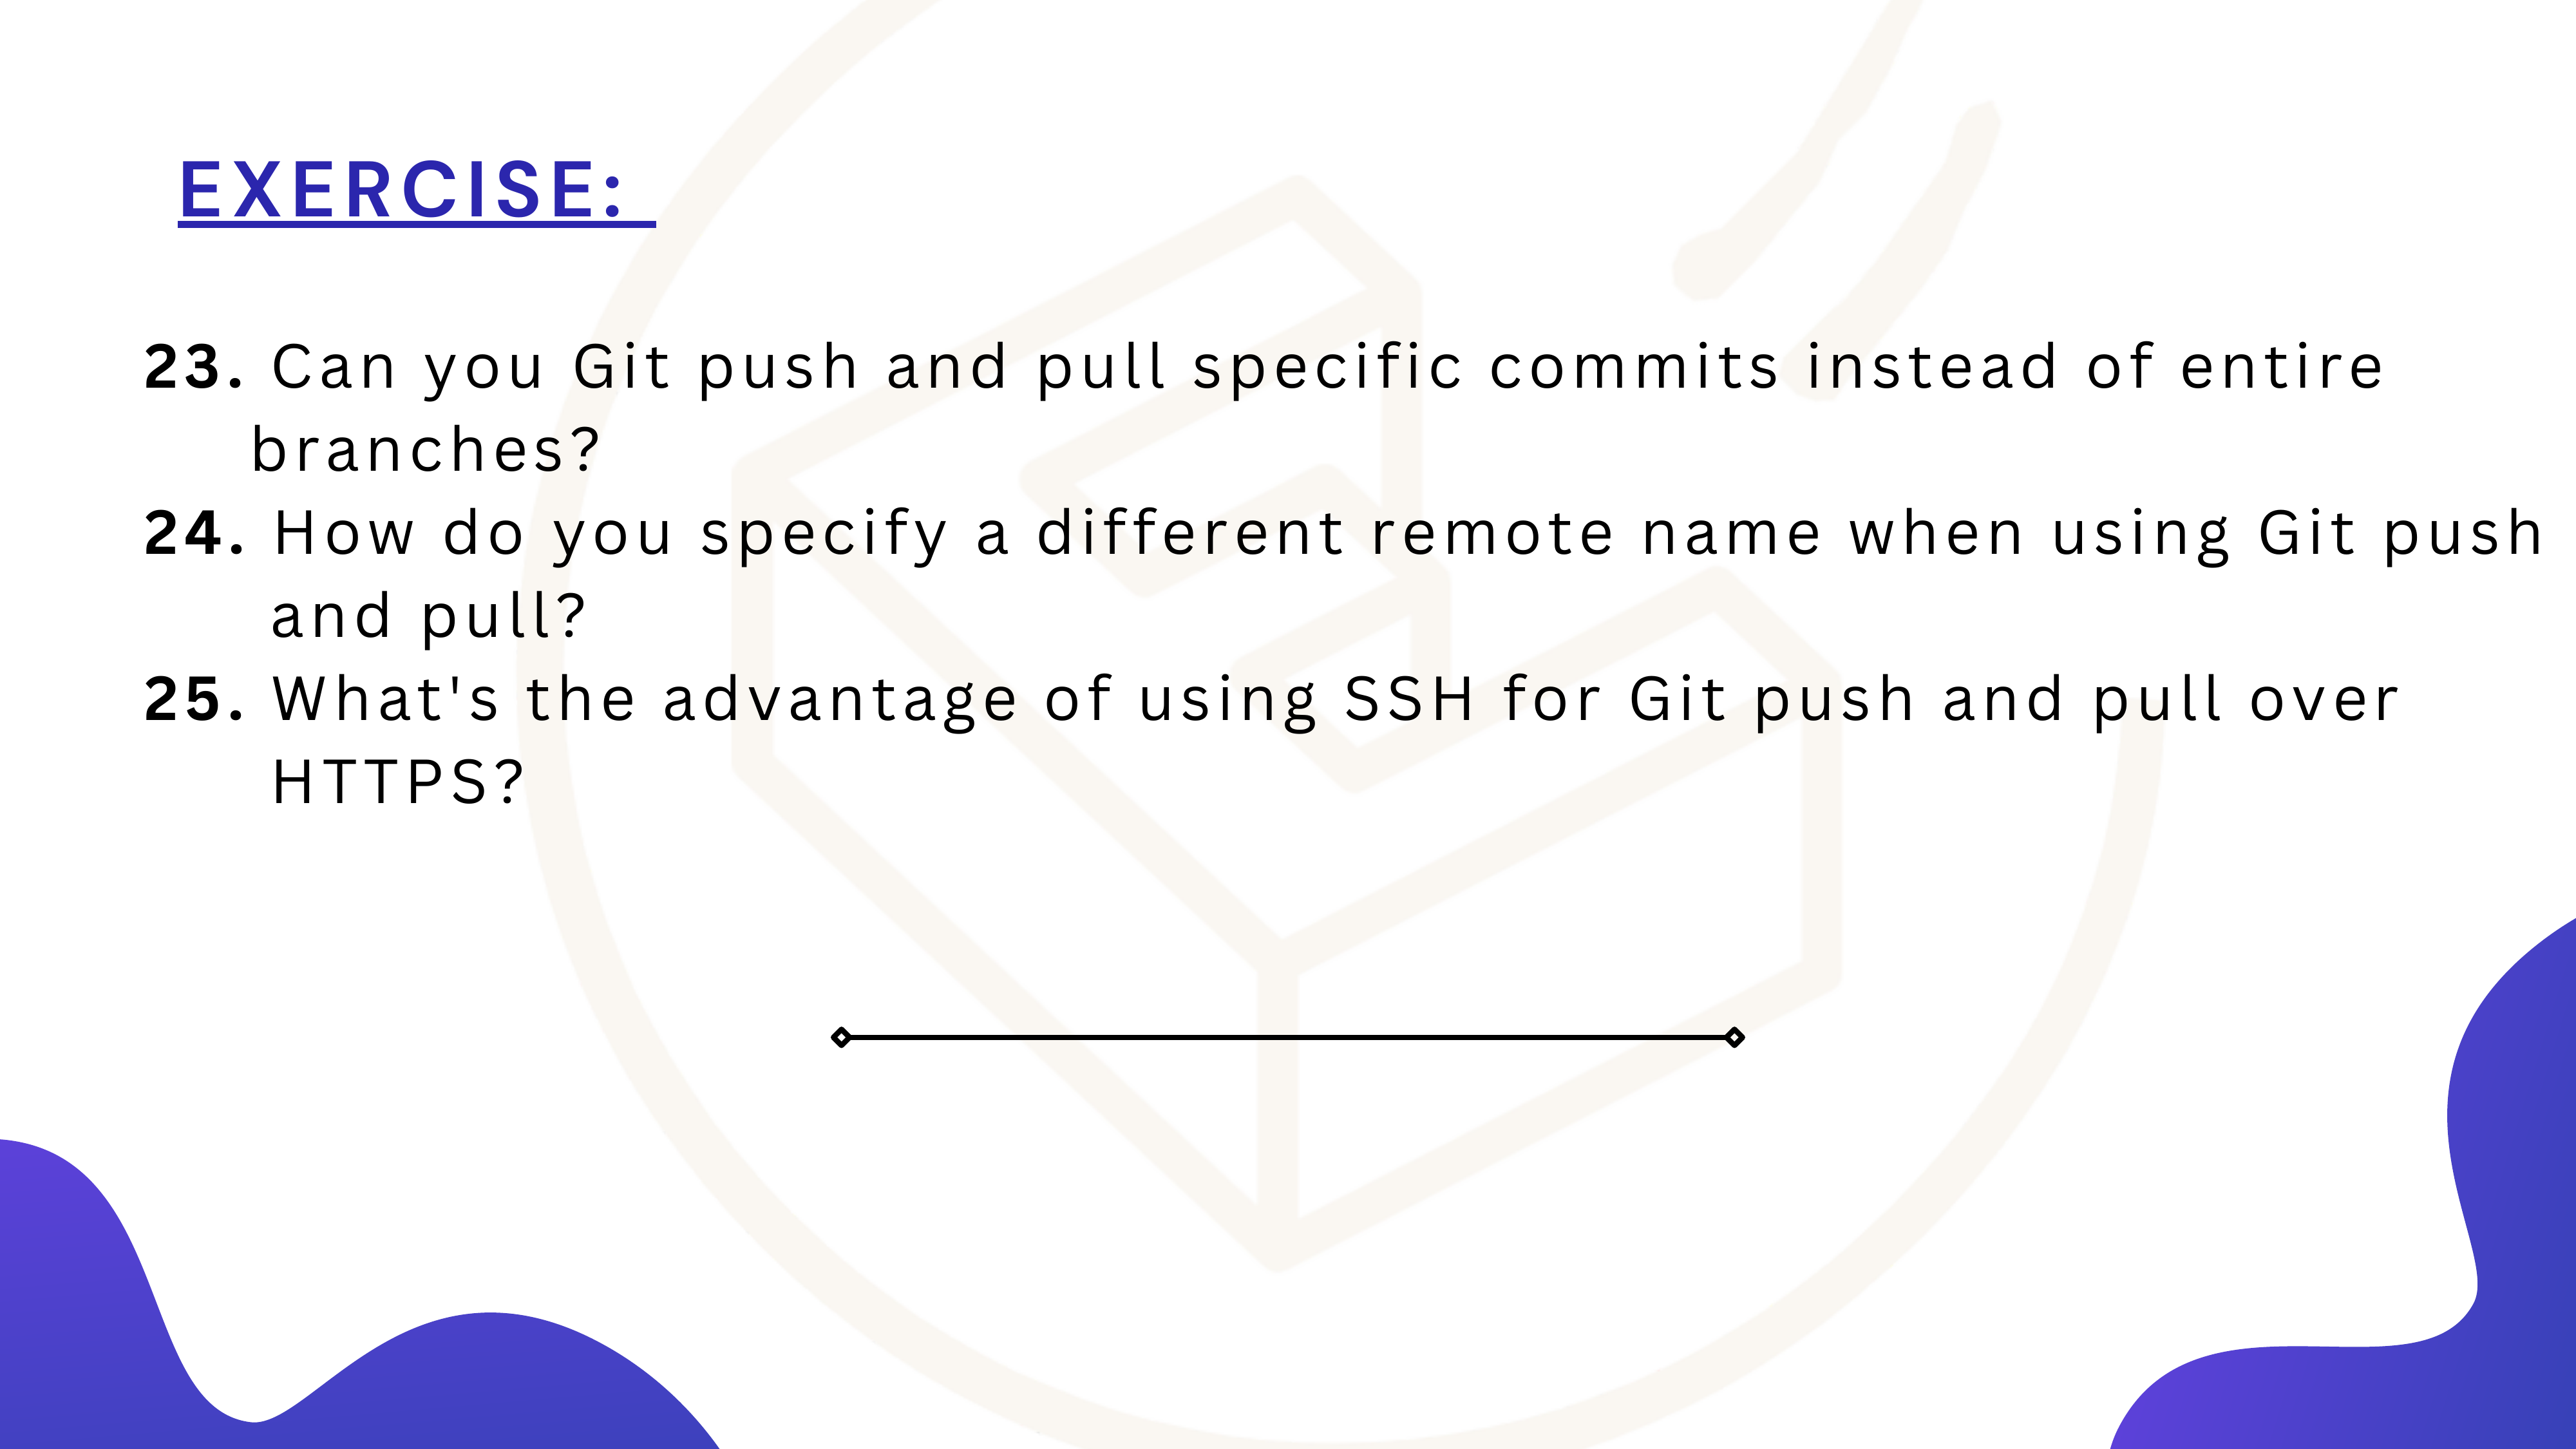 EXERCISE:
23. Can you Git push and pull specific commits instead of entire
branches?
24. How do you specify a different remote name when using Git push
and pull?
25. What's the advantage of using SSH for Git push and pull over
HTTPS?